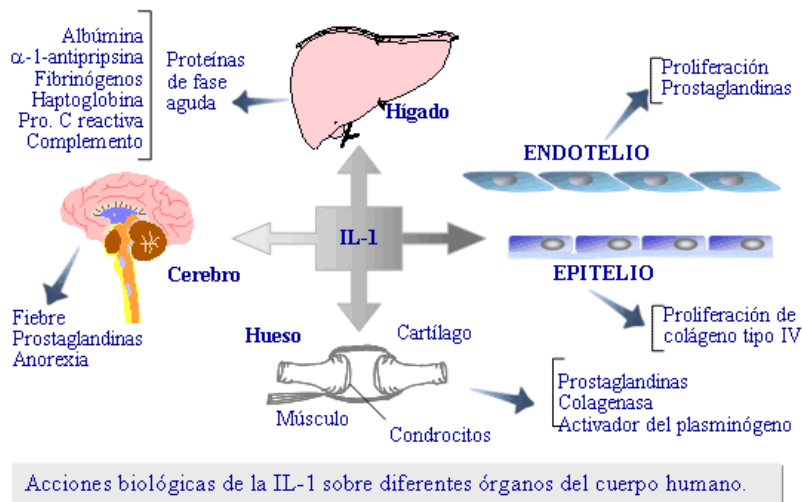 Albúmina
α-1-antipripsina
Fibrinógenos
Haptoglobina
Pro. C reactiva
Complemento
Proteínas
de fase
aguda
Hígado
Proliferación
Prostaglandinas
ENDOTELIO
IL-1
Cerebro
EPITELIO
Fiebre
Prostaglandinas
Anorexia
Hueso
Cartílago
Músculo
Condrocitos
Proliferación de
colágeno tipo IV
Prostaglandinas
Colagenasa
Activador del plasminógeno
Acciones biológicas de la IL-1 sobre diferentes órganos del cuerpo humano.